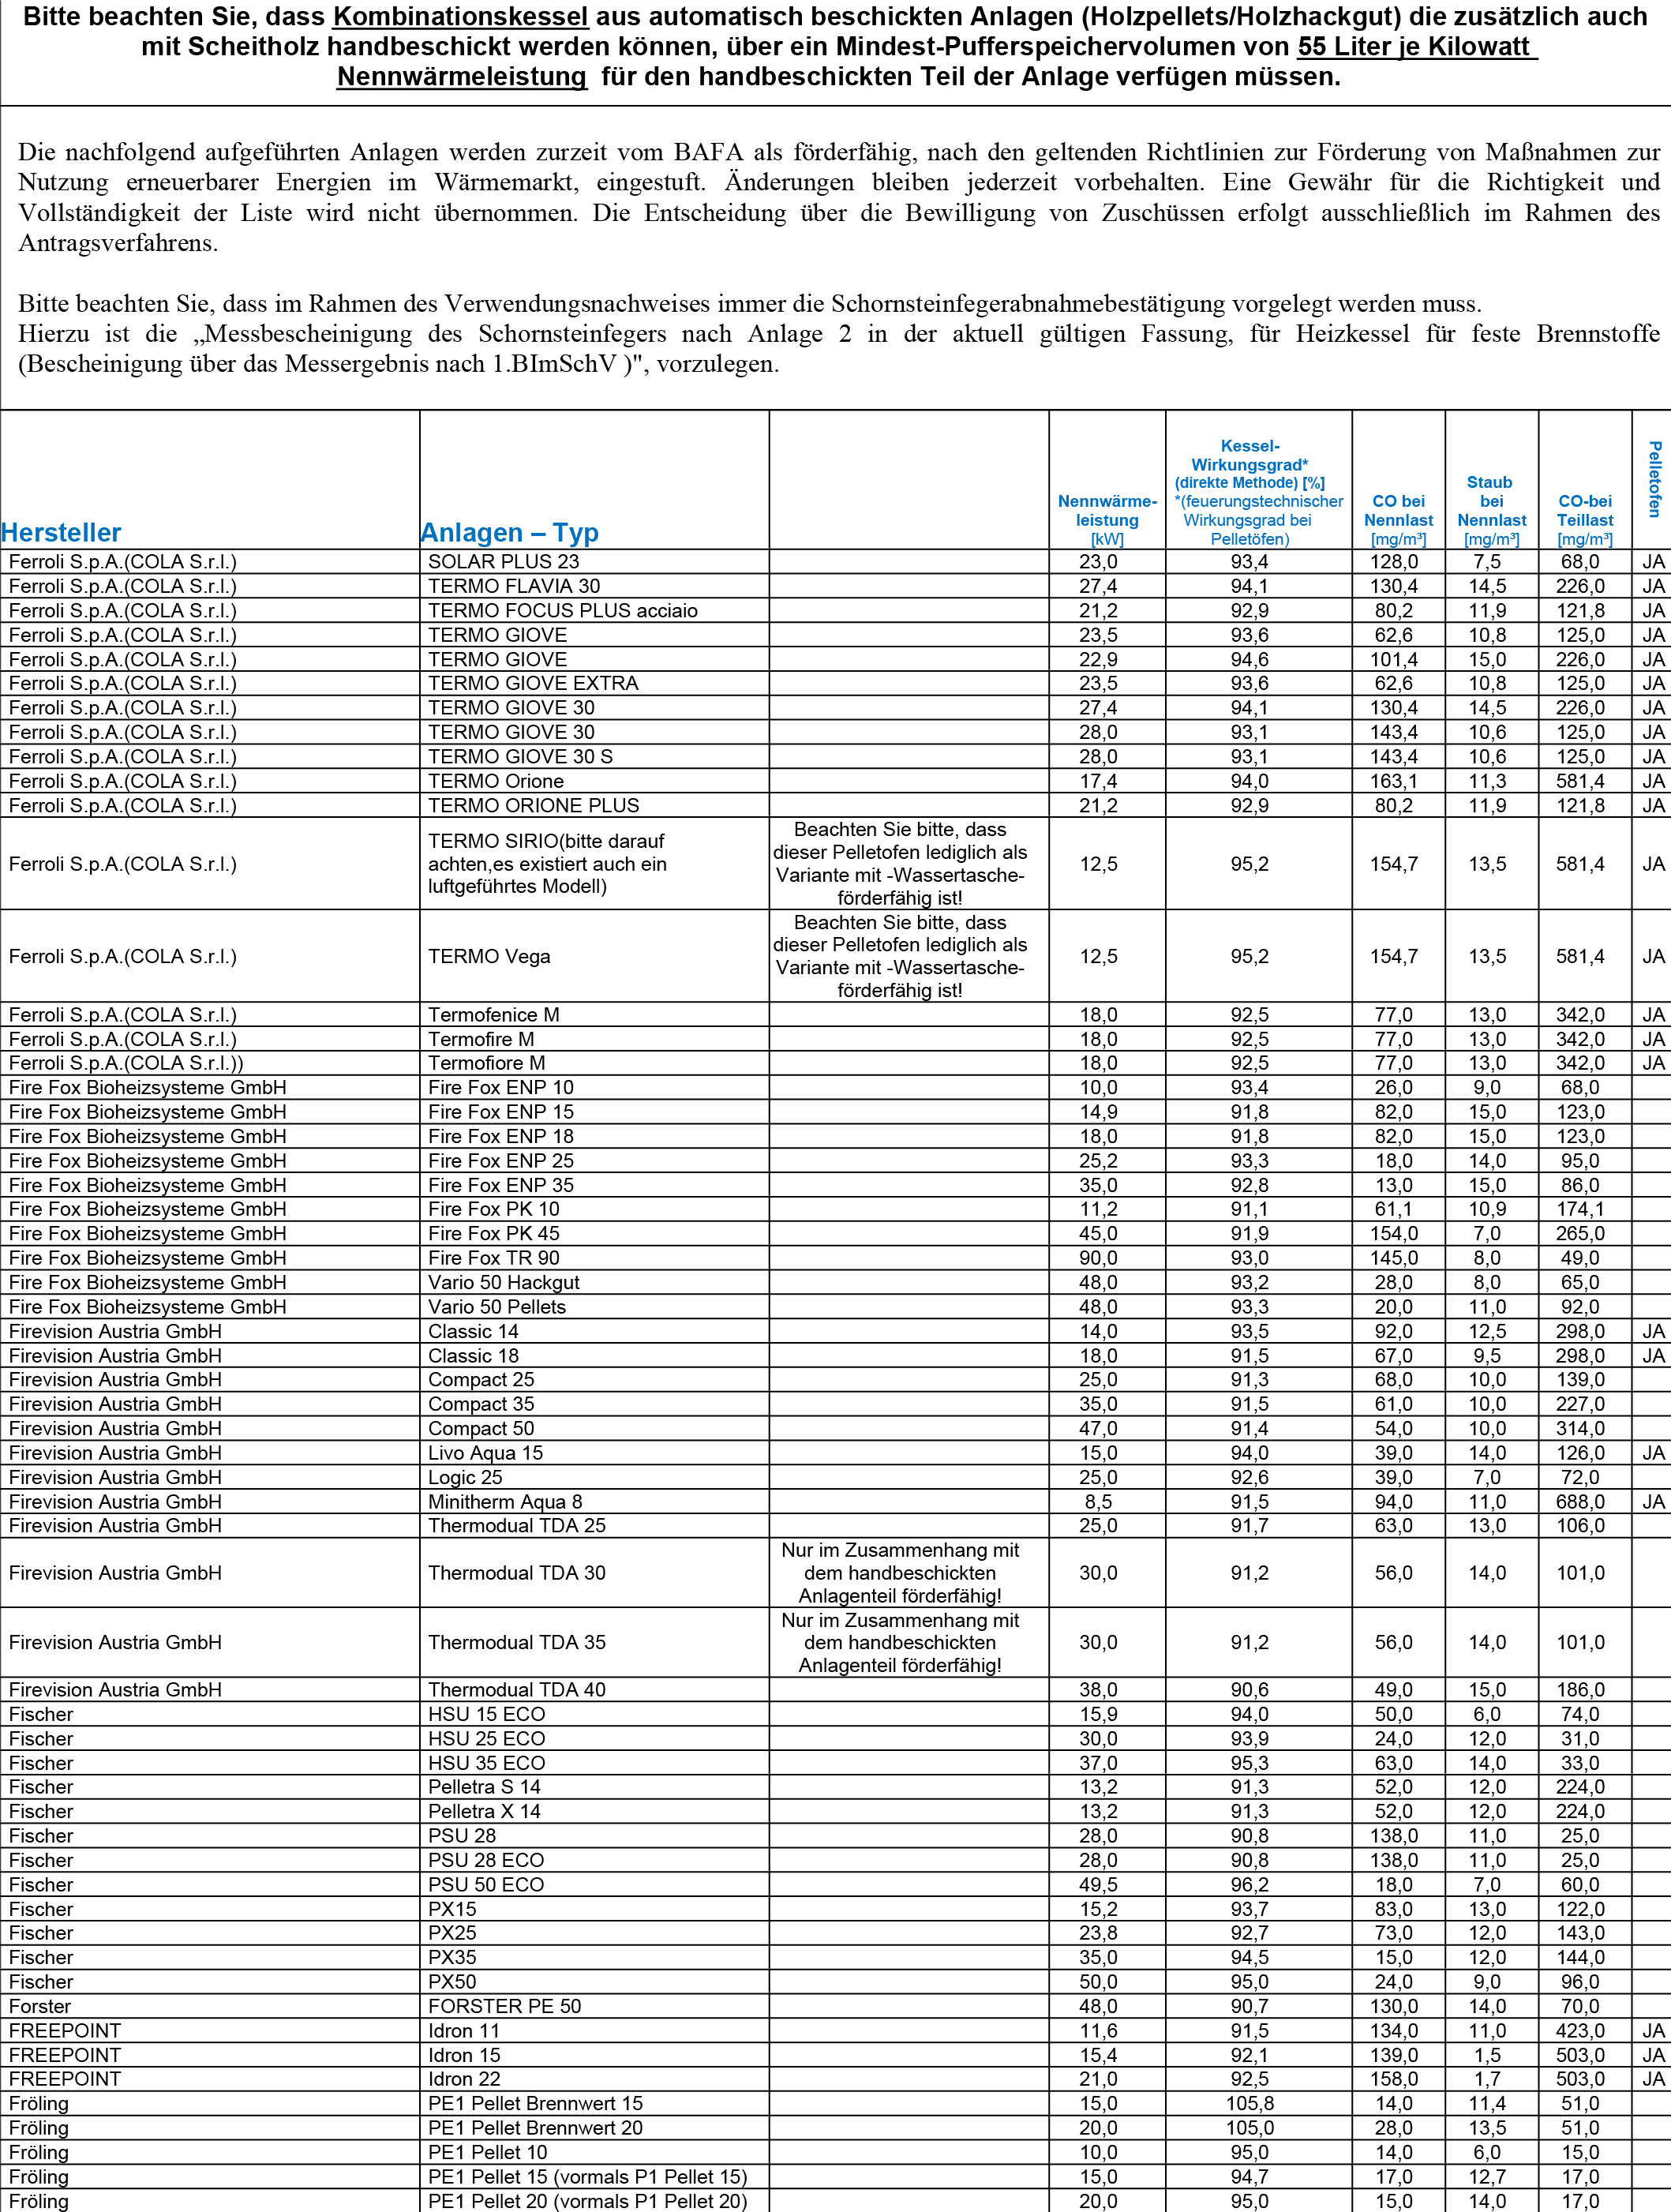 Bitte beachten Sie, dass Kombinationskessel aus automatisch beschickten Anlagen (Holzpellets/Holzhackgut) die zusätzlich auch
mit Scheitholz handbeschickt werden können, über ein Mindest-Pufferspeichervolumen von 55 Liter je Kilowatt
Nennwärmeleistung für den handbeschickten Teil der Anlage verfügen müssen.
Die nachfolgend aufgeführten Anlagen werden zurzeit vom BAFA als förderfähig, nach den geltenden Richtlinien zur Förderung von Maßnahmen zur
Nutzung erneuerbarer Energien im Wärmemarkt, eingestuft. Änderungen bleiben jederzeit vorbehalten. Eine Gewähr für die Richtigkeit und
Vollständigkeit der Liste wird nicht übernommen. Die Entscheidung über die Bewilligung von Zuschüssen erfolgt ausschließlich im Rahmen des
Antragsverfahrens.
Bitte beachten Sie, dass im Rahmen des Verwendungsnachweises immer die Schornsteinfegerabnahmebestätigung vorgelegt werden muss.
Hierzu ist die „Messbescheinigung des Schornsteinfegers nach Anlage 2 in der aktuell gültigen Fassung, für Heizkessel für feste Brennstoffe
(Bescheinigung über das Messergebnis nach 1.BImSchV )", vorzulegen.
Hersteller
Anlagen – Typ
Nennwärme-
leistung
[kW]
Kessel-
Wirkungsgrad*
(direkte Methode) [%]
*(feuerungstechnischer
Wirkungsgrad bei
Pelletöfen)
CO bei
Nennlast
[mg/m³]
Staub
bei
Nennlast
[mg/m³]
CO-bei
Teillast
[mg/m³]
Pelletofen
Ferroli S.p.A.(COLA S.r.l.) SOLAR PLUS 23 23,0 93,4 128,0 7,5 68,0 JA
Ferroli S.p.A.(COLA S.r.l.) TERMO FLAVIA 30 27,4 94,1 130,4 14,5 226,0 JA
Ferroli S.p.A.(COLA S.r.l.) TERMO FOCUS PLUS acciaio 21,2 92,9 80,2 11,9 121,8 JA
Ferroli S.p.A.(COLA S.r.l.) TERMO GIOVE 23,5 93,6 62,6 10,8 125,0 JA
Ferroli S.p.A.(COLA S.r.l.) TERMO GIOVE 22,9 94,6 101,4 15,0 226,0 JA
Ferroli S.p.A.(COLA S.r.l.) TERMO GIOVE EXTRA 23,5 93,6 62,6 10,8 125,0 JA
Ferroli S.p.A.(COLA S.r.l.) TERMO GIOVE 30 27,4 94,1 130,4 14,5 226,0 JA
Ferroli S.p.A.(COLA S.r.l.) TERMO GIOVE 30 28,0 93,1 143,4 10,6 125,0 JA
Ferroli S.p.A.(COLA S.r.l.) TERMO GIOVE 30 S 28,0 93,1 143,4 10,6 125,0 JA
Ferroli S.p.A.(COLA S.r.l.) TERMO Orione 17,4 94,0 163,1 11,3 581,4 JA
Ferroli S.p.A.(COLA S.r.l.) TERMO ORIONE PLUS 21,2 92,9 80,2 11,9 121,8 JA
Ferroli S.p.A.(COLA S.r.l.)
TERMO SIRIO(bitte darauf
achten,es existiert auch ein
luftgeführtes Modell)
Beachten Sie bitte, dass
dieser Pelletofen lediglich als
Variante mit -Wassertasche-
förderfähig ist!
12,5 95,2 154,7 13,5 581,4 JA
Ferroli S.p.A.(COLA S.r.l.) TERMO Vega
Beachten Sie bitte, dass
dieser Pelletofen lediglich als
Variante mit -Wassertasche-
förderfähig ist!
12,5 95,2 154,7 13,5 581,4 JA
Ferroli S.p.A.(COLA S.r.l.) Termofenice M 18,0 92,5 77,0 13,0 342,0 JA
Ferroli S.p.A.(COLA S.r.l.) Termofire M 18,0 92,5 77,0 13,0 342,0 JA
Ferroli S.p.A.(COLA S.r.l.)) Termofiore M 18,0 92,5 77,0 13,0 342,0 JA
Fire Fox Bioheizsysteme GmbH Fire Fox ENP 10 10,0 93,4 26,0 9,0 68,0
Fire Fox Bioheizsysteme GmbH Fire Fox ENP 15 14,9 91,8 82,0 15,0 123,0
Fire Fox Bioheizsysteme GmbH Fire Fox ENP 18 18,0 91,8 82,0 15,0 123,0
Fire Fox Bioheizsysteme GmbH Fire Fox ENP 25 25,2 93,3 18,0 14,0 95,0
Fire Fox Bioheizsysteme GmbH Fire Fox ENP 35 35,0 92,8 13,0 15,0 86,0
Fire Fox Bioheizsysteme GmbH Fire Fox PK 10 11,2 91,1 61,1 10,9 174,1
Fire Fox Bioheizsysteme GmbH Fire Fox PK 45 45,0 91,9 154,0 7,0 265,0
Fire Fox Bioheizsysteme GmbH Fire Fox TR 90 90,0 93,0 145,0 8,0 49,0
Fire Fox Bioheizsysteme GmbH Vario 50 Hackgut 48,0 93,2 28,0 8,0 65,0
Fire Fox Bioheizsysteme GmbH Vario 50 Pellets 48,0 93,3 20,0 11,0 92,0
Firevision Austria GmbH Classic 14 14,0 93,5 92,0 12,5 298,0 JA
Firevision Austria GmbH Classic 18 18,0 91,5 67,0 9,5 298,0 JA
Firevision Austria GmbH Compact 25 25,0 91,3 68,0 10,0 139,0
Firevision Austria GmbH Compact 35 35,0 91,5 61,0 10,0 227,0
Firevision Austria GmbH Compact 50 47,0 91,4 54,0 10,0 314,0
Firevision Austria GmbH Livo Aqua 15 15,0 94,0 39,0 14,0 126,0 JA
Firevision Austria GmbH Logic 25 25,0 92,6 39,0 7,0 72,0
Firevision Austria GmbH Minitherm Aqua 8 8,5 91,5 94,0 11,0 688,0 JA
Firevision Austria GmbH Thermodual TDA 25 25,0 91,7 63,0 13,0 106,0
Firevision Austria GmbH Thermodual TDA 30
Nur im Zusammenhang mit
dem handbeschickten
Anlagenteil förderfähig!
30,0 91,2 56,0 14,0 101,0
Firevision Austria GmbH Thermodual TDA 35
Nur im Zusammenhang mit
dem handbeschickten
Anlagenteil förderfähig!
30,0 91,2 56,0 14,0 101,0
Firevision Austria GmbH Thermodual TDA 40 38,0 90,6 49,0 15,0 186,0
Fischer HSU 15 ECO 15,9 94,0 50,0 6,0 74,0
Fischer HSU 25 ECO 30,0 93,9 24,0 12,0 31,0
Fischer HSU 35 ECO 37,0 95,3 63,0 14,0 33,0
Fischer Pelletra S 14 13,2 91,3 52,0 12,0 224,0
Fischer Pelletra X 14 13,2 91,3 52,0 12,0 224,0
Fischer PSU 28 28,0 90,8 138,0 11,0 25,0
Fischer PSU 28 ECO 28,0 90,8 138,0 11,0 25,0
Fischer PSU 50 ECO 49,5 96,2 18,0 7,0 60,0
Fischer PX15 15,2 93,7 83,0 13,0 122,0
Fischer PX25 23,8 92,7 73,0 12,0 143,0
Fischer PX35 35,0 94,5 15,0 12,0 144,0
Fischer PX50 50,0 95,0 24,0 9,0 96,0
Forster FORSTER PE 50 48,0 90,7 130,0 14,0 70,0
FREEPOINT Idron 11 11,6 91,5 134,0 11,0 423,0 JA
FREEPOINT Idron 15 15,4 92,1 139,0 1,5 503,0 JA
FREEPOINT Idron 22 21,0 92,5 158,0 1,7 503,0 JA
Fröling PE1 Pellet Brennwert 15 15,0 105,8 14,0 11,4 51,0
Fröling PE1 Pellet Brennwert 20 20,0 105,0 28,0 13,5 51,0
Fröling PE1 Pellet 10 10,0 95,0 14,0 6,0 15,0
Fröling PE1 Pellet 15 (vormals P1 Pellet 15) 15,0 94,7 17,0 12,7 17,0
Fröling PE1 Pellet 20 (vormals P1 Pellet 20) 20,0 95,0 15,0 14,0 17,0